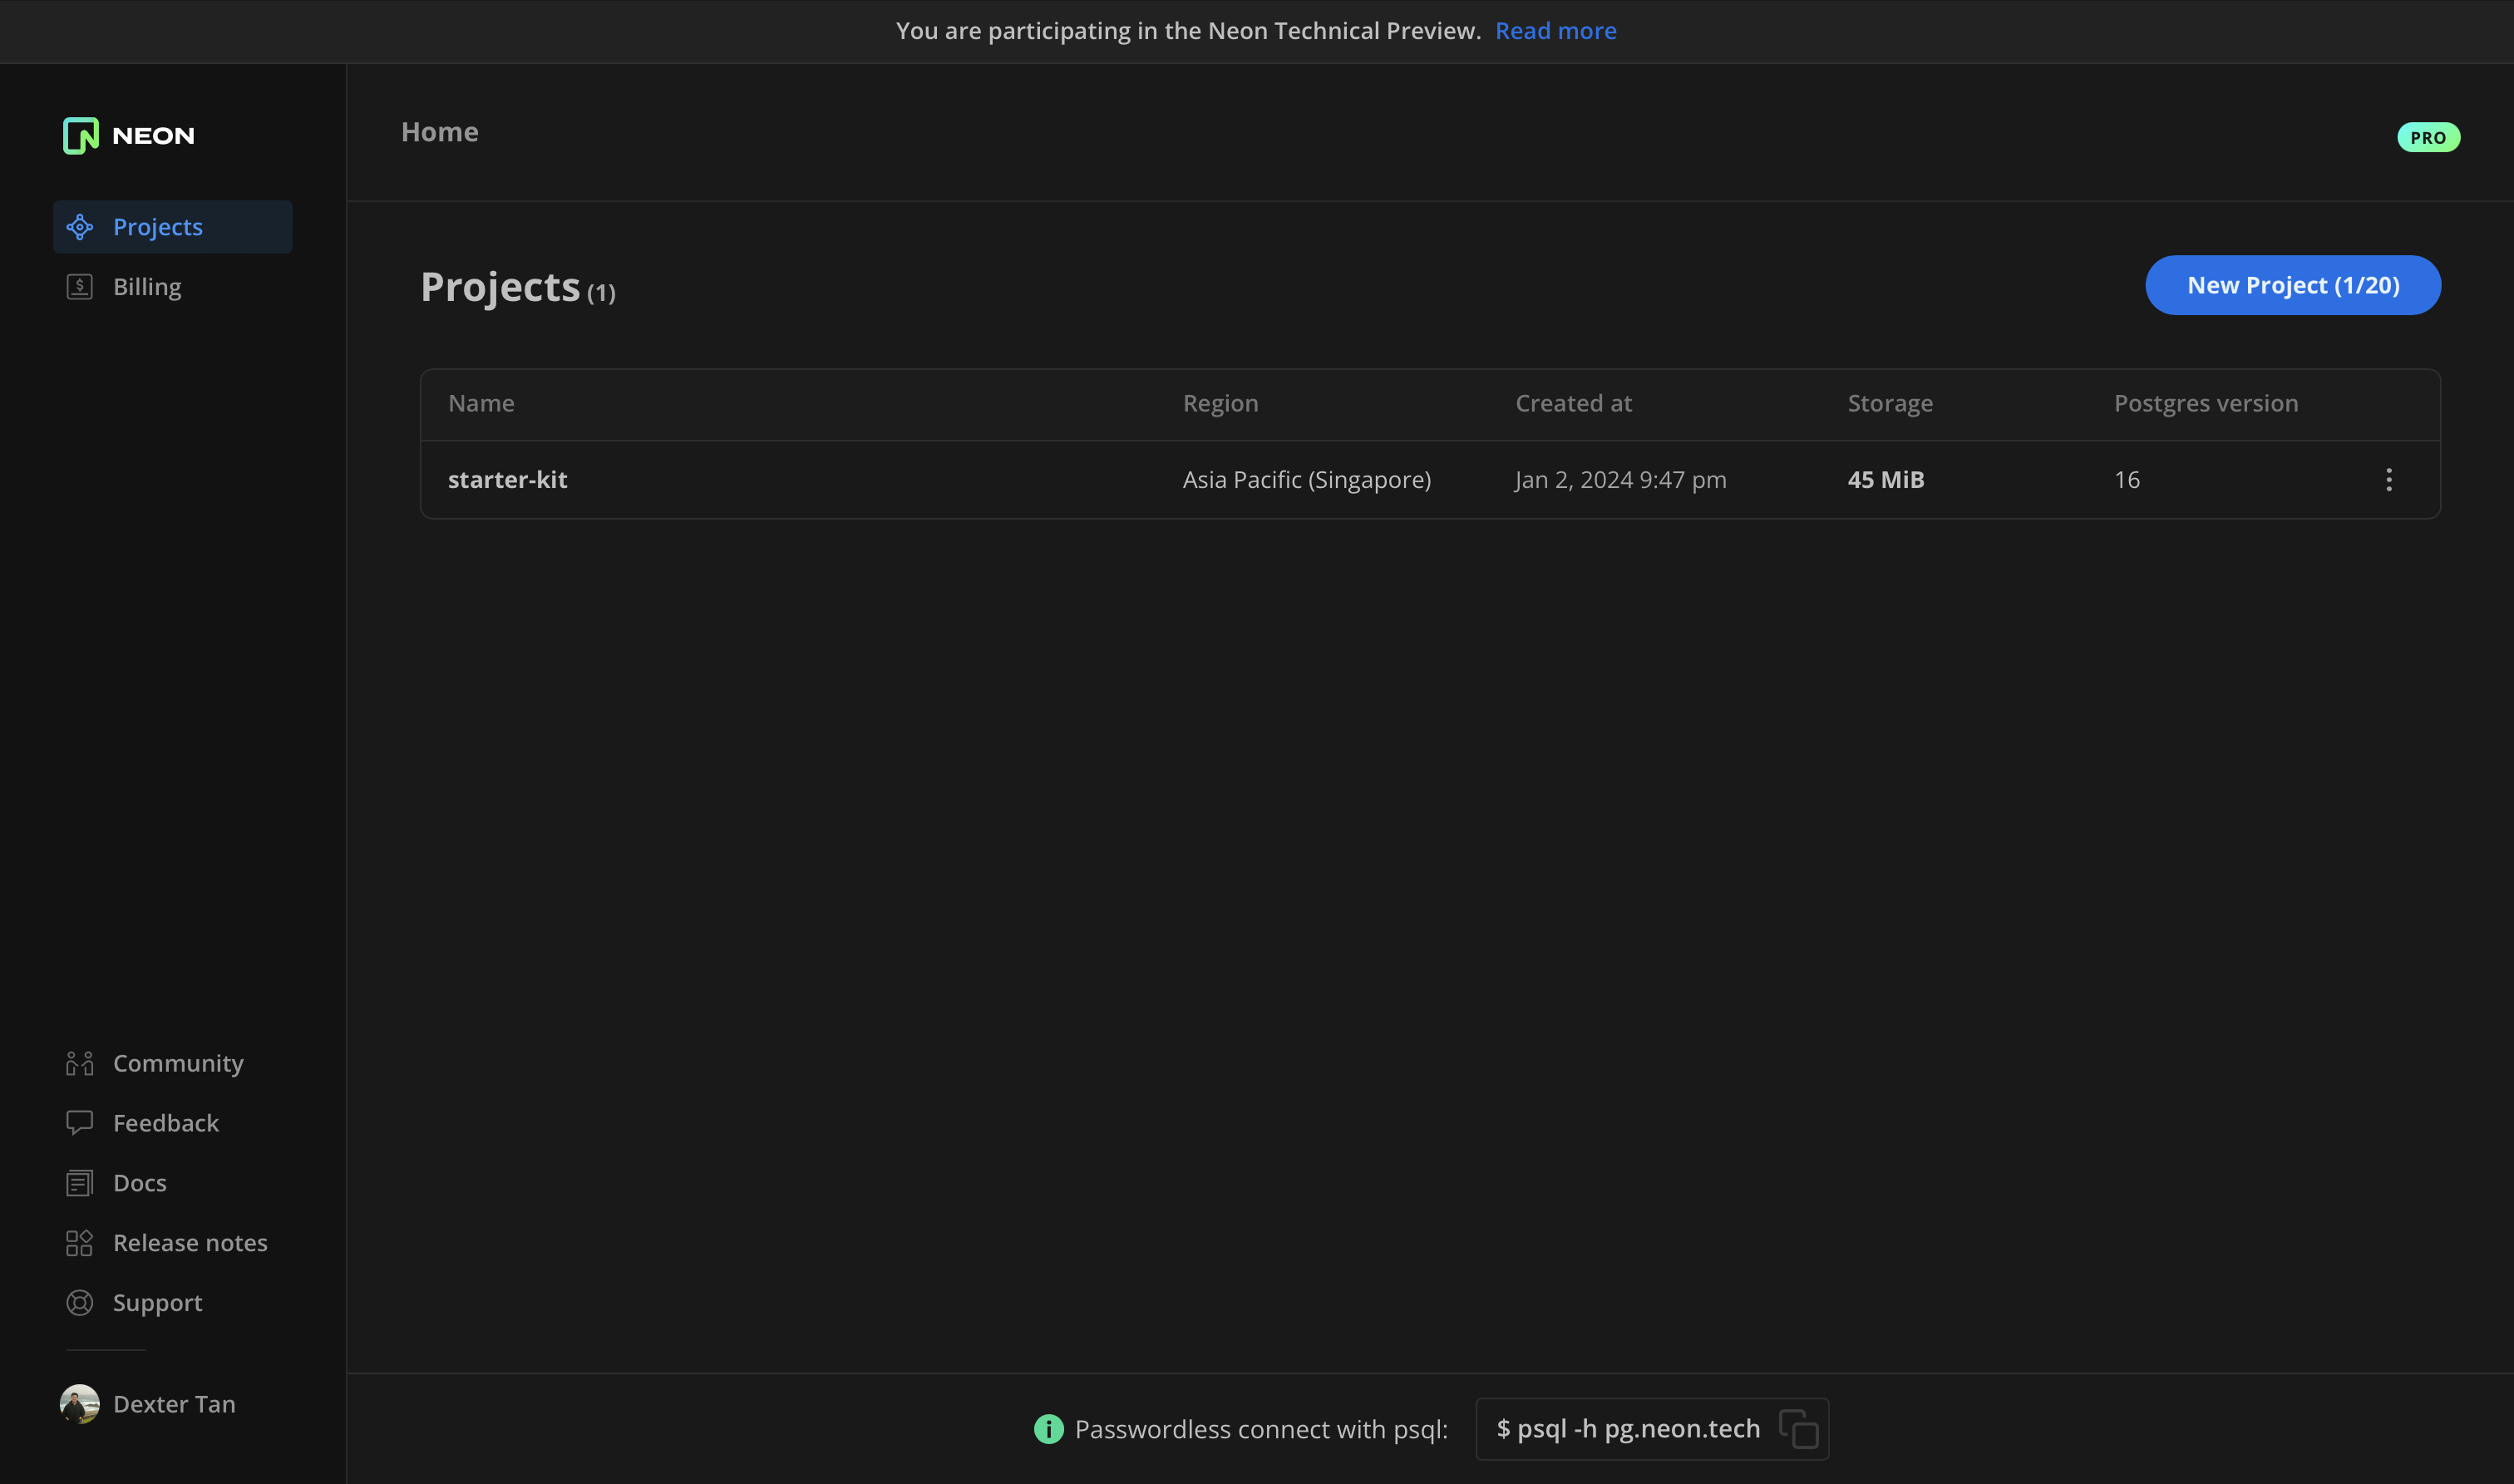 You are participating in the Neon Technical Preview. Read more
NEON
Projects
Billing
Community
Feedback
Docs
Release notes
Support
Dexter Tan
Home
PRO
Projects (1)
New Project (1/20)
Name Region Created at Storage Postgres version
starter-kit Asia Pacific (Singapore) Jan 2, 2024 9:47 pm 45 MiB 16
Passwordless connect with psql: $ psql -h pg.neon.tech